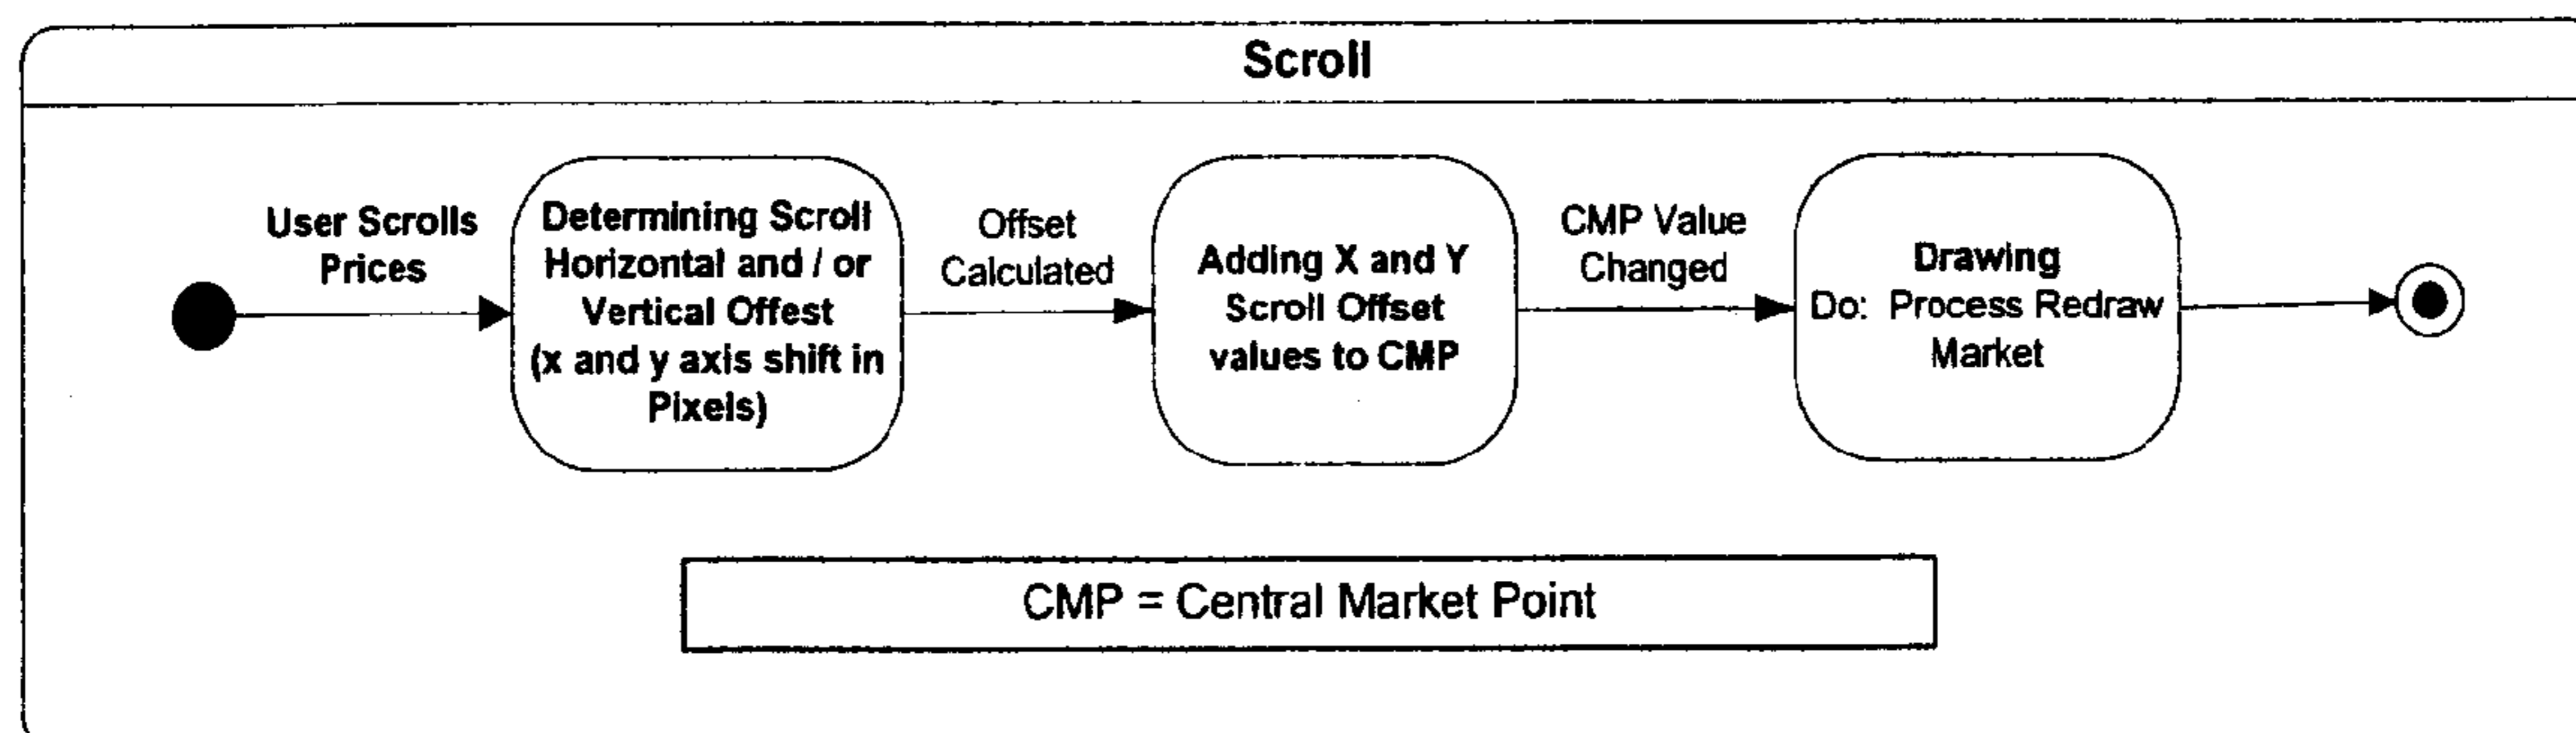 Scroll
User Scrolls
Prices
Determining Scroll
Horizontal and / or
Vertical Offest
(x and y axis shift in
Pixels)
Offset
Calculated
Adding X and Y
Scroll Offset
values to CMP
CMP Value
Changed
Drawing
Do: Process Redraw
Market
CMP = Central Market Point